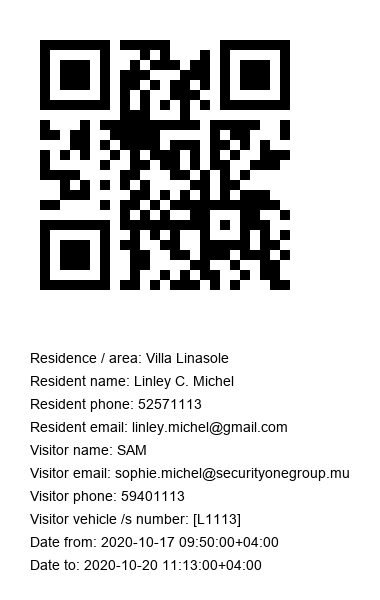 Residence / area: Villa Linasole
Resident name: Linley C. Michel
Resident phone: 52571113
Resident email: linley.michel@gmail.com
Visitor name: SAM
Visitor email: sophie.michel@securityonegroup.mu
Visitor phone: 59401113
Visitor vehicle /s number: [L1113]
Date from: 2020-10-17 09:50:00+04:00
Date to: 2020-10-20 11:13:00+04:00